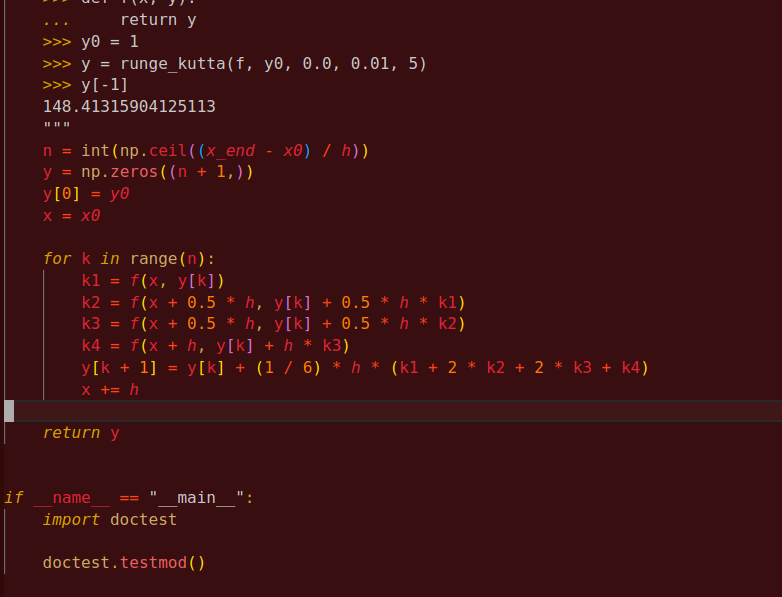 >>> def f(x, y):
...     return y
>>> y0 = 1
>>> y = runge_kutta(f, y0, 0.0, 0.01, 5)
>>> y[-1]
148.41315904125113
"""
n = int(np.ceil((x_end - x0) / h))
y = np.zeros((n + 1,))
y[0] = y0
x = x0
for k in range(n):
k1 = f(x, y[k])
k2 = f(x + 0.5 * h, y[k] + 0.5 * h * k1)
k3 = f(x + 0.5 * h, y[k] + 0.5 * h * k2)
k4 = f(x + h, y[k] + h * k3)
y[k + 1] = y[k] + (1 / 6) * h * (k1 + 2 * k2 + 2 * k3 + k4)
x += h
return y
if __name__ == "__main__":
import doctest
doctest.testmod()